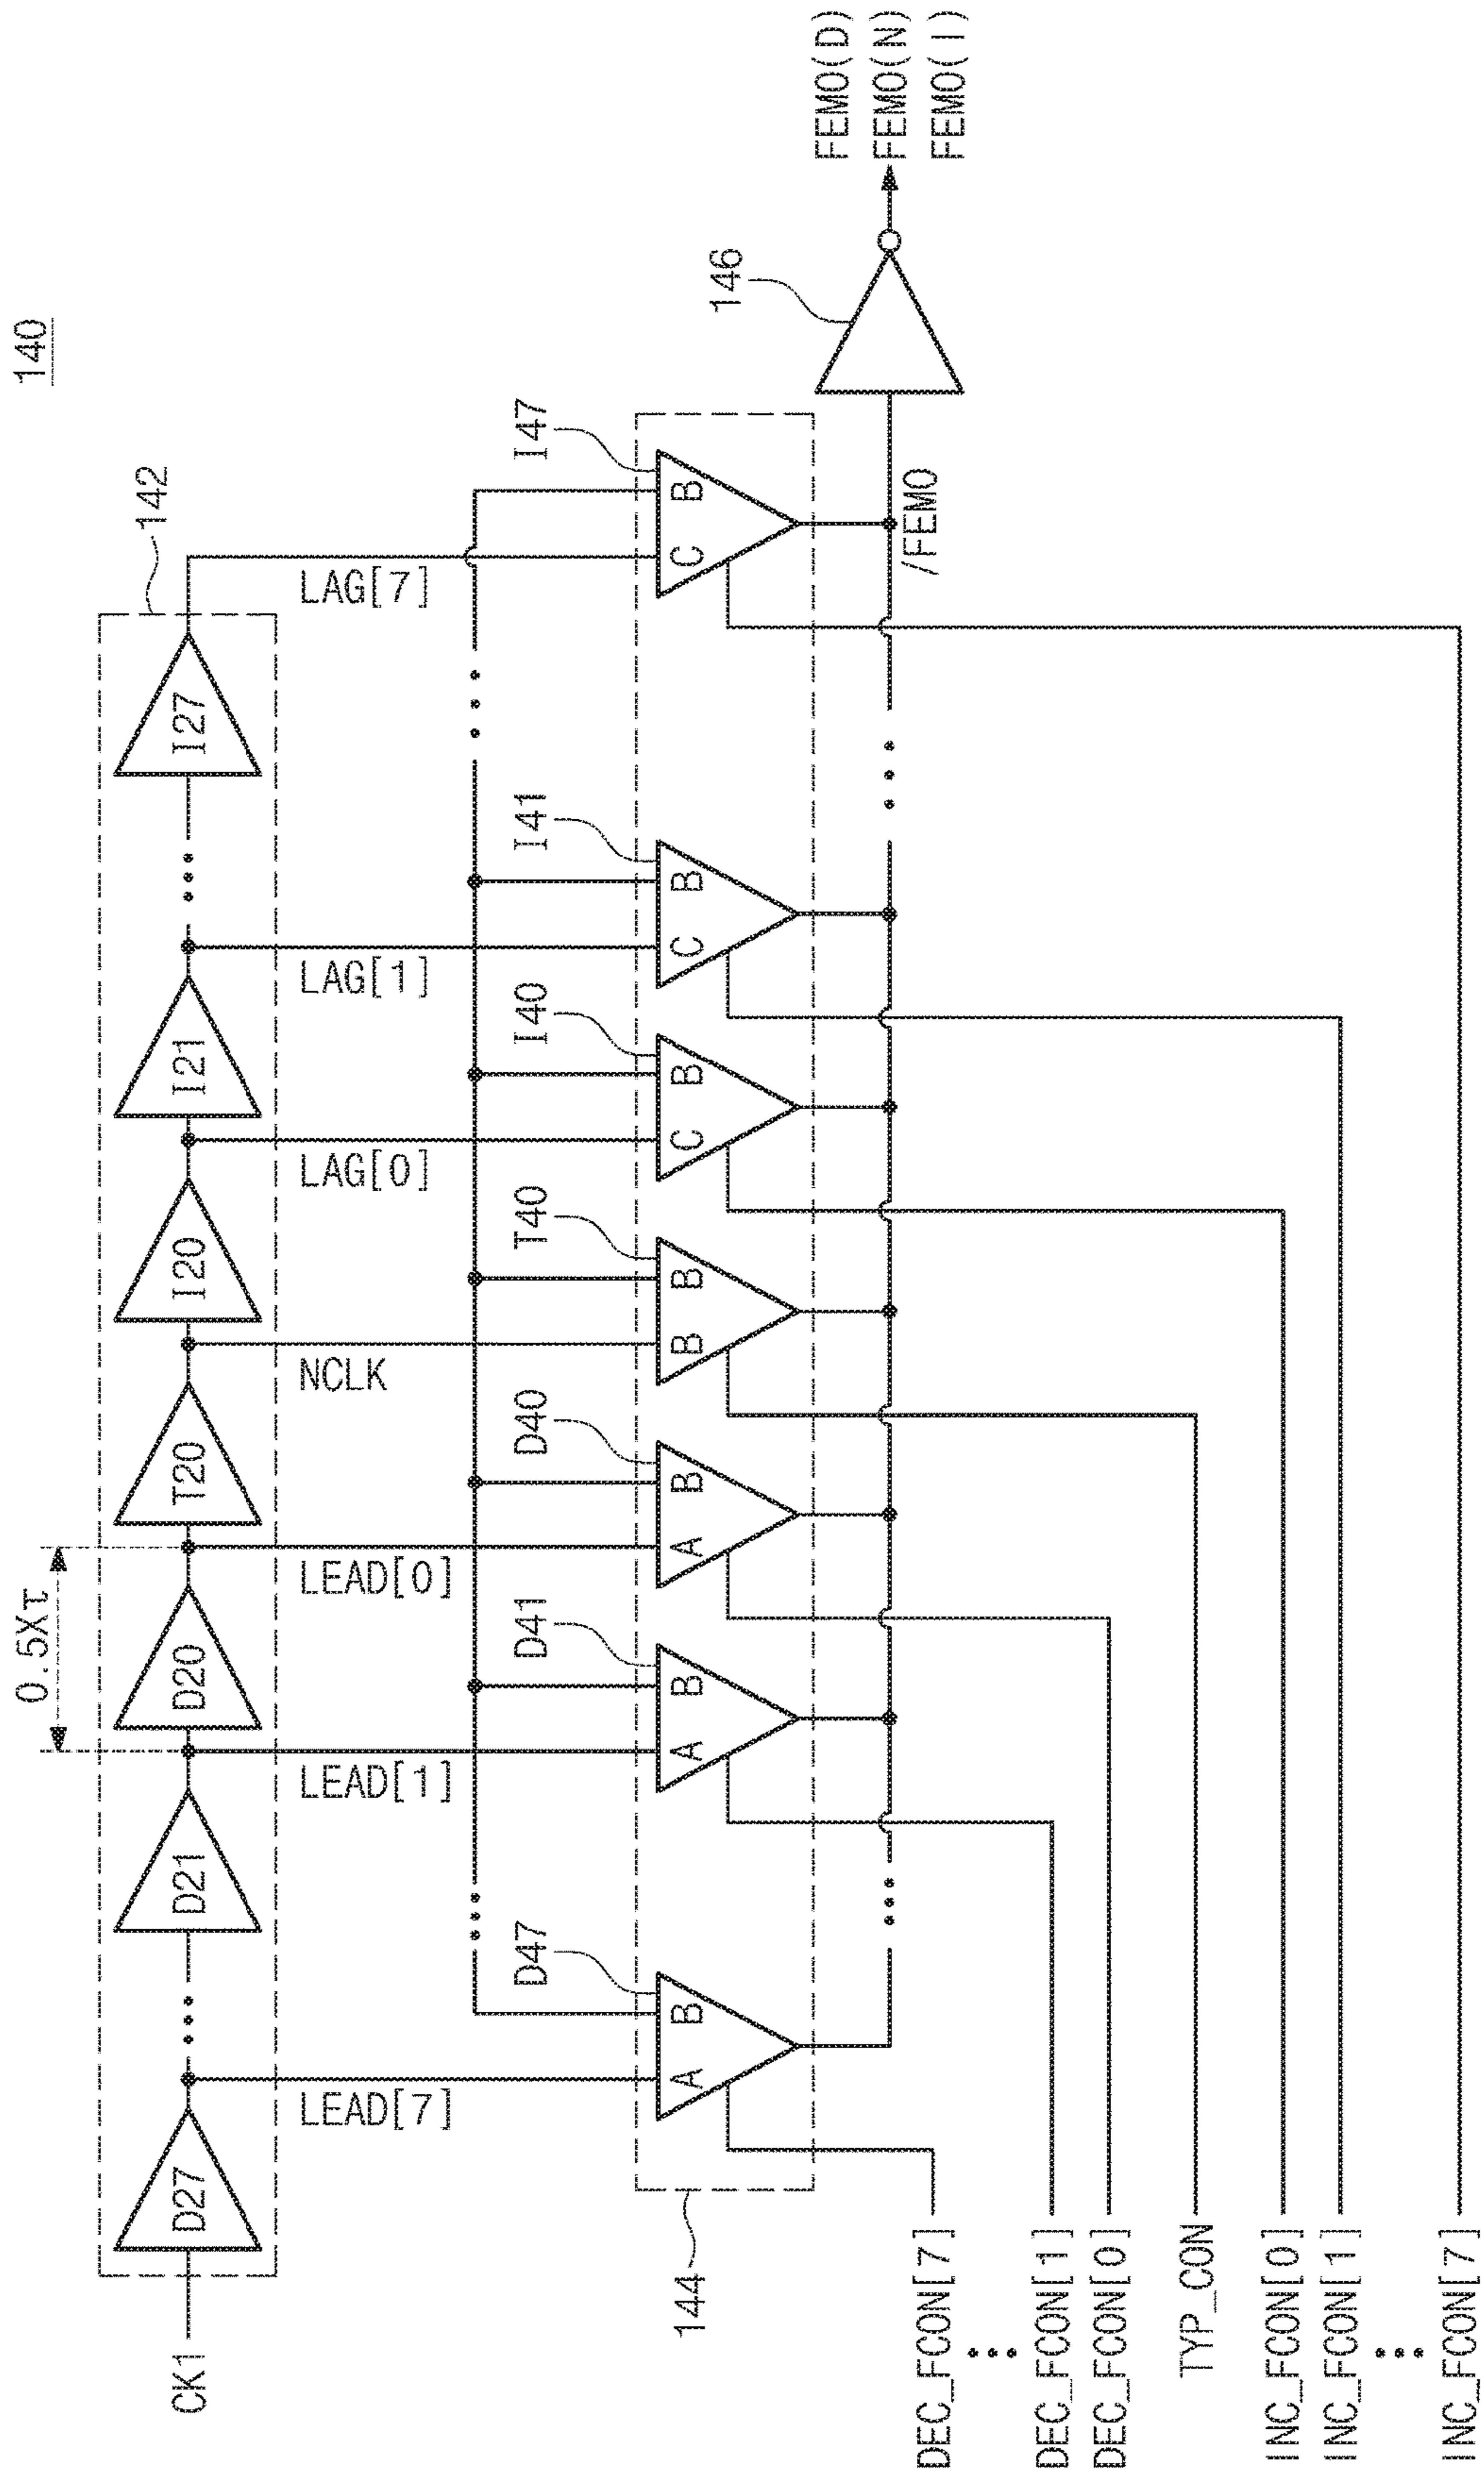 140
142
CK1
D27
D21
D20
T20
I20
I21
I27
0.5Xτ
LEAD[7]
LEAD[1]
LEAD[0]
NCLK
LAG[0]
LAG[1]
LAG[7]
D47
D41
D40
T40
I40
I41
I47
A B
A B
A B
B B
C B
C B
C B
144
146
/FEMO
FEMO(D)
FEMO(N)
FEMO(I)
DEC_FCON[7]
DEC_FCON[1]
DEC_FCON[0]
TYP_CON
INC_FCON[0]
INC_FCON[1]
INC_FCON[7]